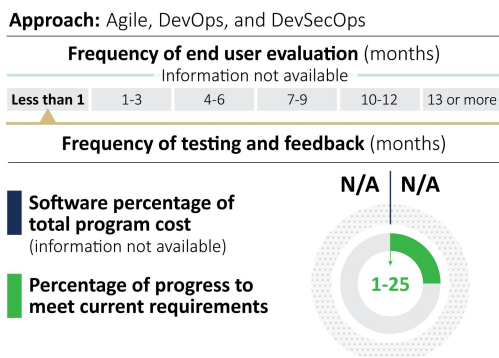 Approach: Agile, DevOps, and DevSecOps
Frequency of end user evaluation (months)
Information not available
Less than 1 1-3 4-6 7-9 10-12 13 or more
Frequency of testing and feedback (months)
N/A N/A
Software percentage of
total program cost
(information not available)
Percentage of progress to
meet current requirements
1-25